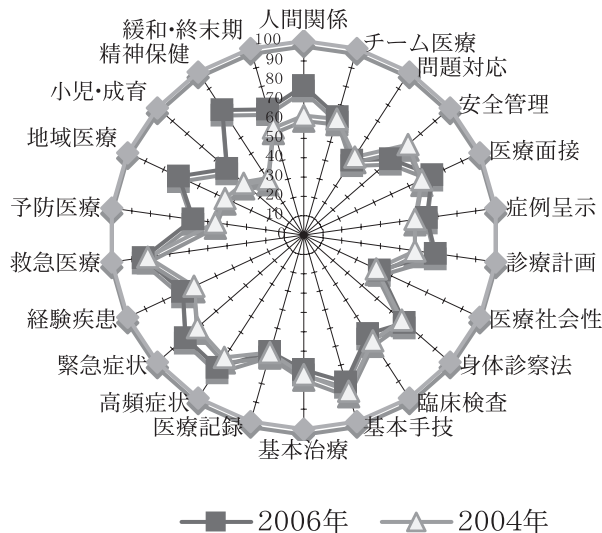 人間関係
チーム医療
問題対応
安全管理
医療面接
症例呈示
診療計画
医療社会性
身体診察法
臨床検査
基本手技
基本治療
医療記録
高頻症状
緊急症状
経験疾患
救急医療
予防医療
地域医療
小児・成育
精神保健
緩和・終末期
100
90
80
70
60
50
40
30
20
10
0
2006年
2004年